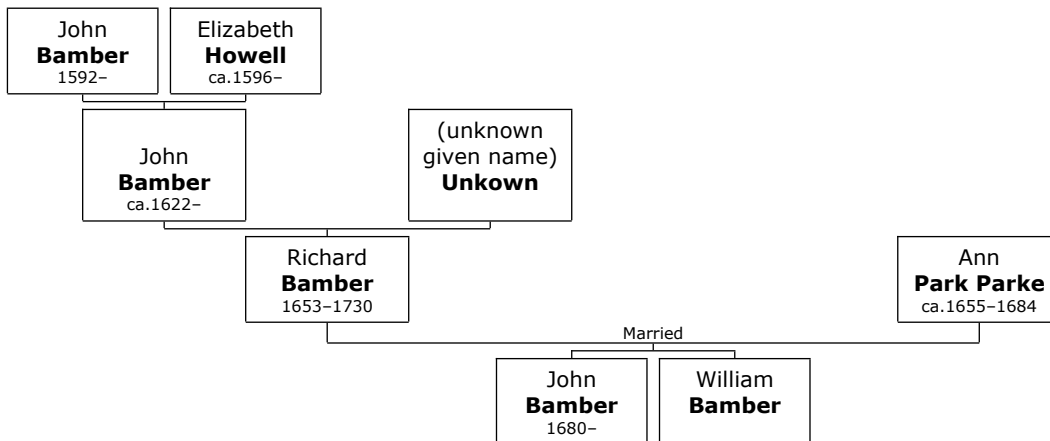 John
Bamber
1592–
Elizabeth
Howell
ca.1596–
John
Bamber
ca.1622–
(unknown
given name)
Unkown
Richard
Bamber
1653–1730
Ann
Park Parke
ca.1655–1684
Married
John
Bamber
1680–
William
Bamber